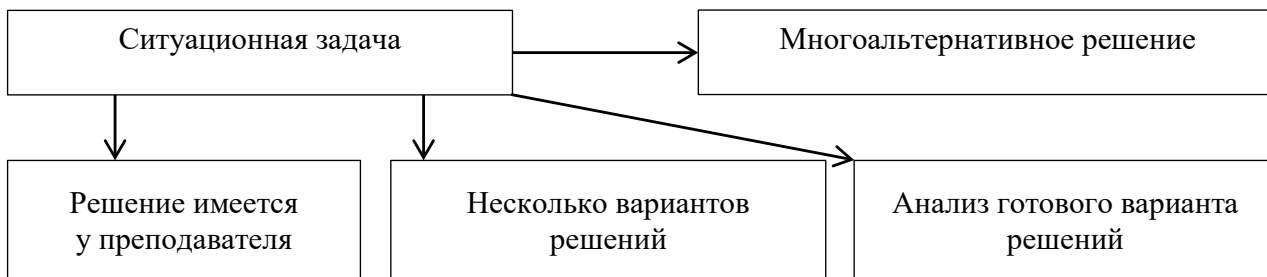 Ситуационная задача
Многоальтернативное решение
Решение имеется
у преподавателя
Несколько вариантов
решений
Анализ готового варианта
решений